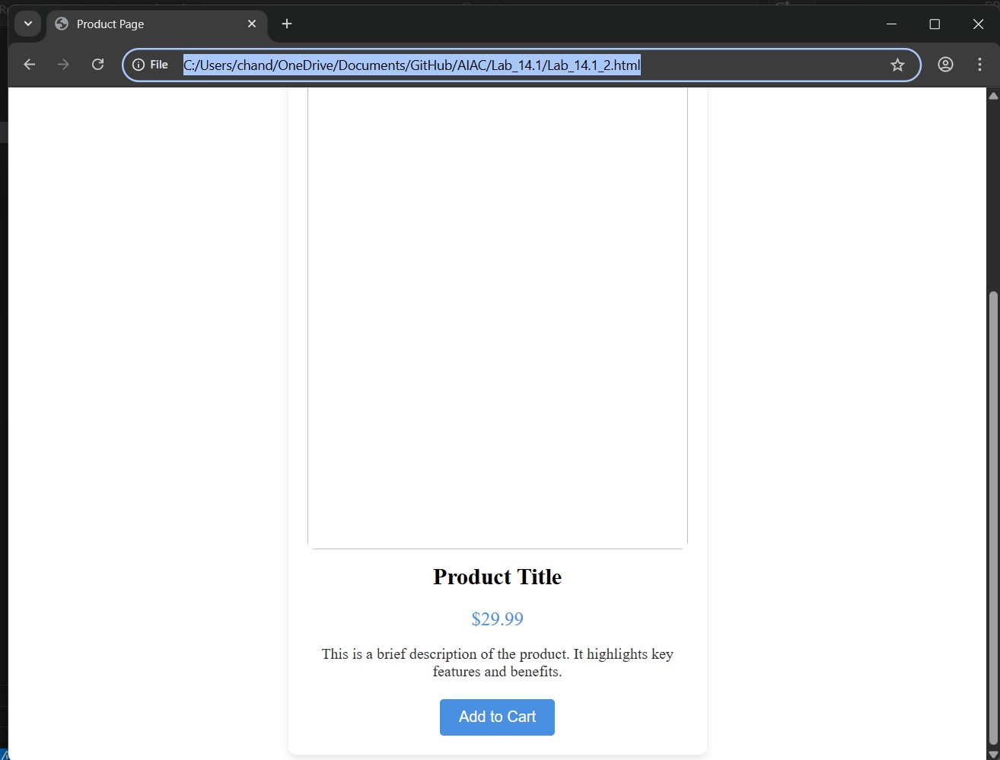 Product Page
File C:/Users/chand/OneDrive/Documents/GitHub/AIAC/Lab_14.1/Lab_14.1_2.html
Product Title
$29.99
This is a brief description of the product. It highlights key
features and benefits.
Add to Cart